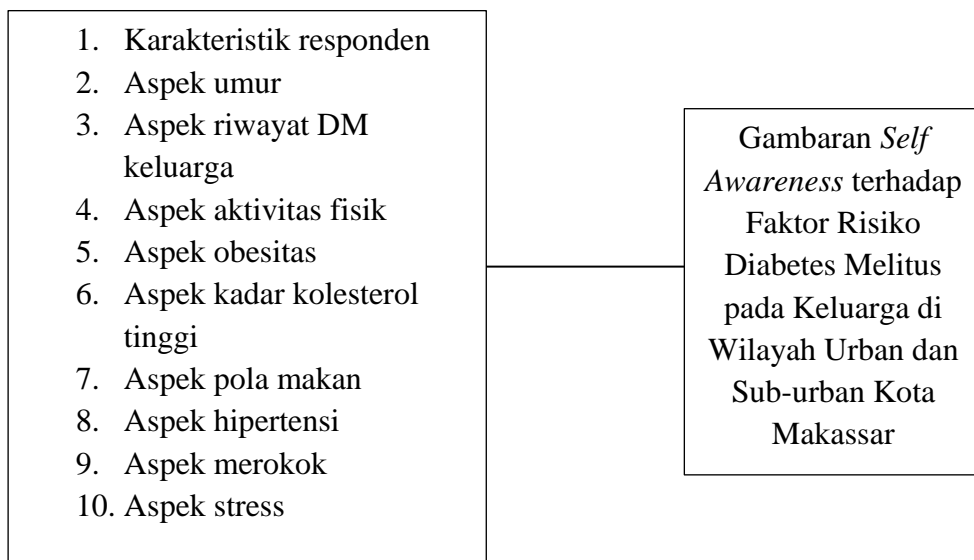 1. Karakteristik responden
2. Aspek umur
3. Aspek riwayat DM
keluarga
4. Aspek aktivitas fisik
5. Aspek obesitas
6. Aspek kadar kolesterol
tinggi
7. Aspek pola makan
8. Aspek hipertensi
9. Aspek merokok
10. Aspek stress
Gambaran Self
Awareness terhadap
Faktor Risiko
Diabetes Melitus
pada Keluarga di
Wilayah Urban dan
Sub-urban Kota
Makassar